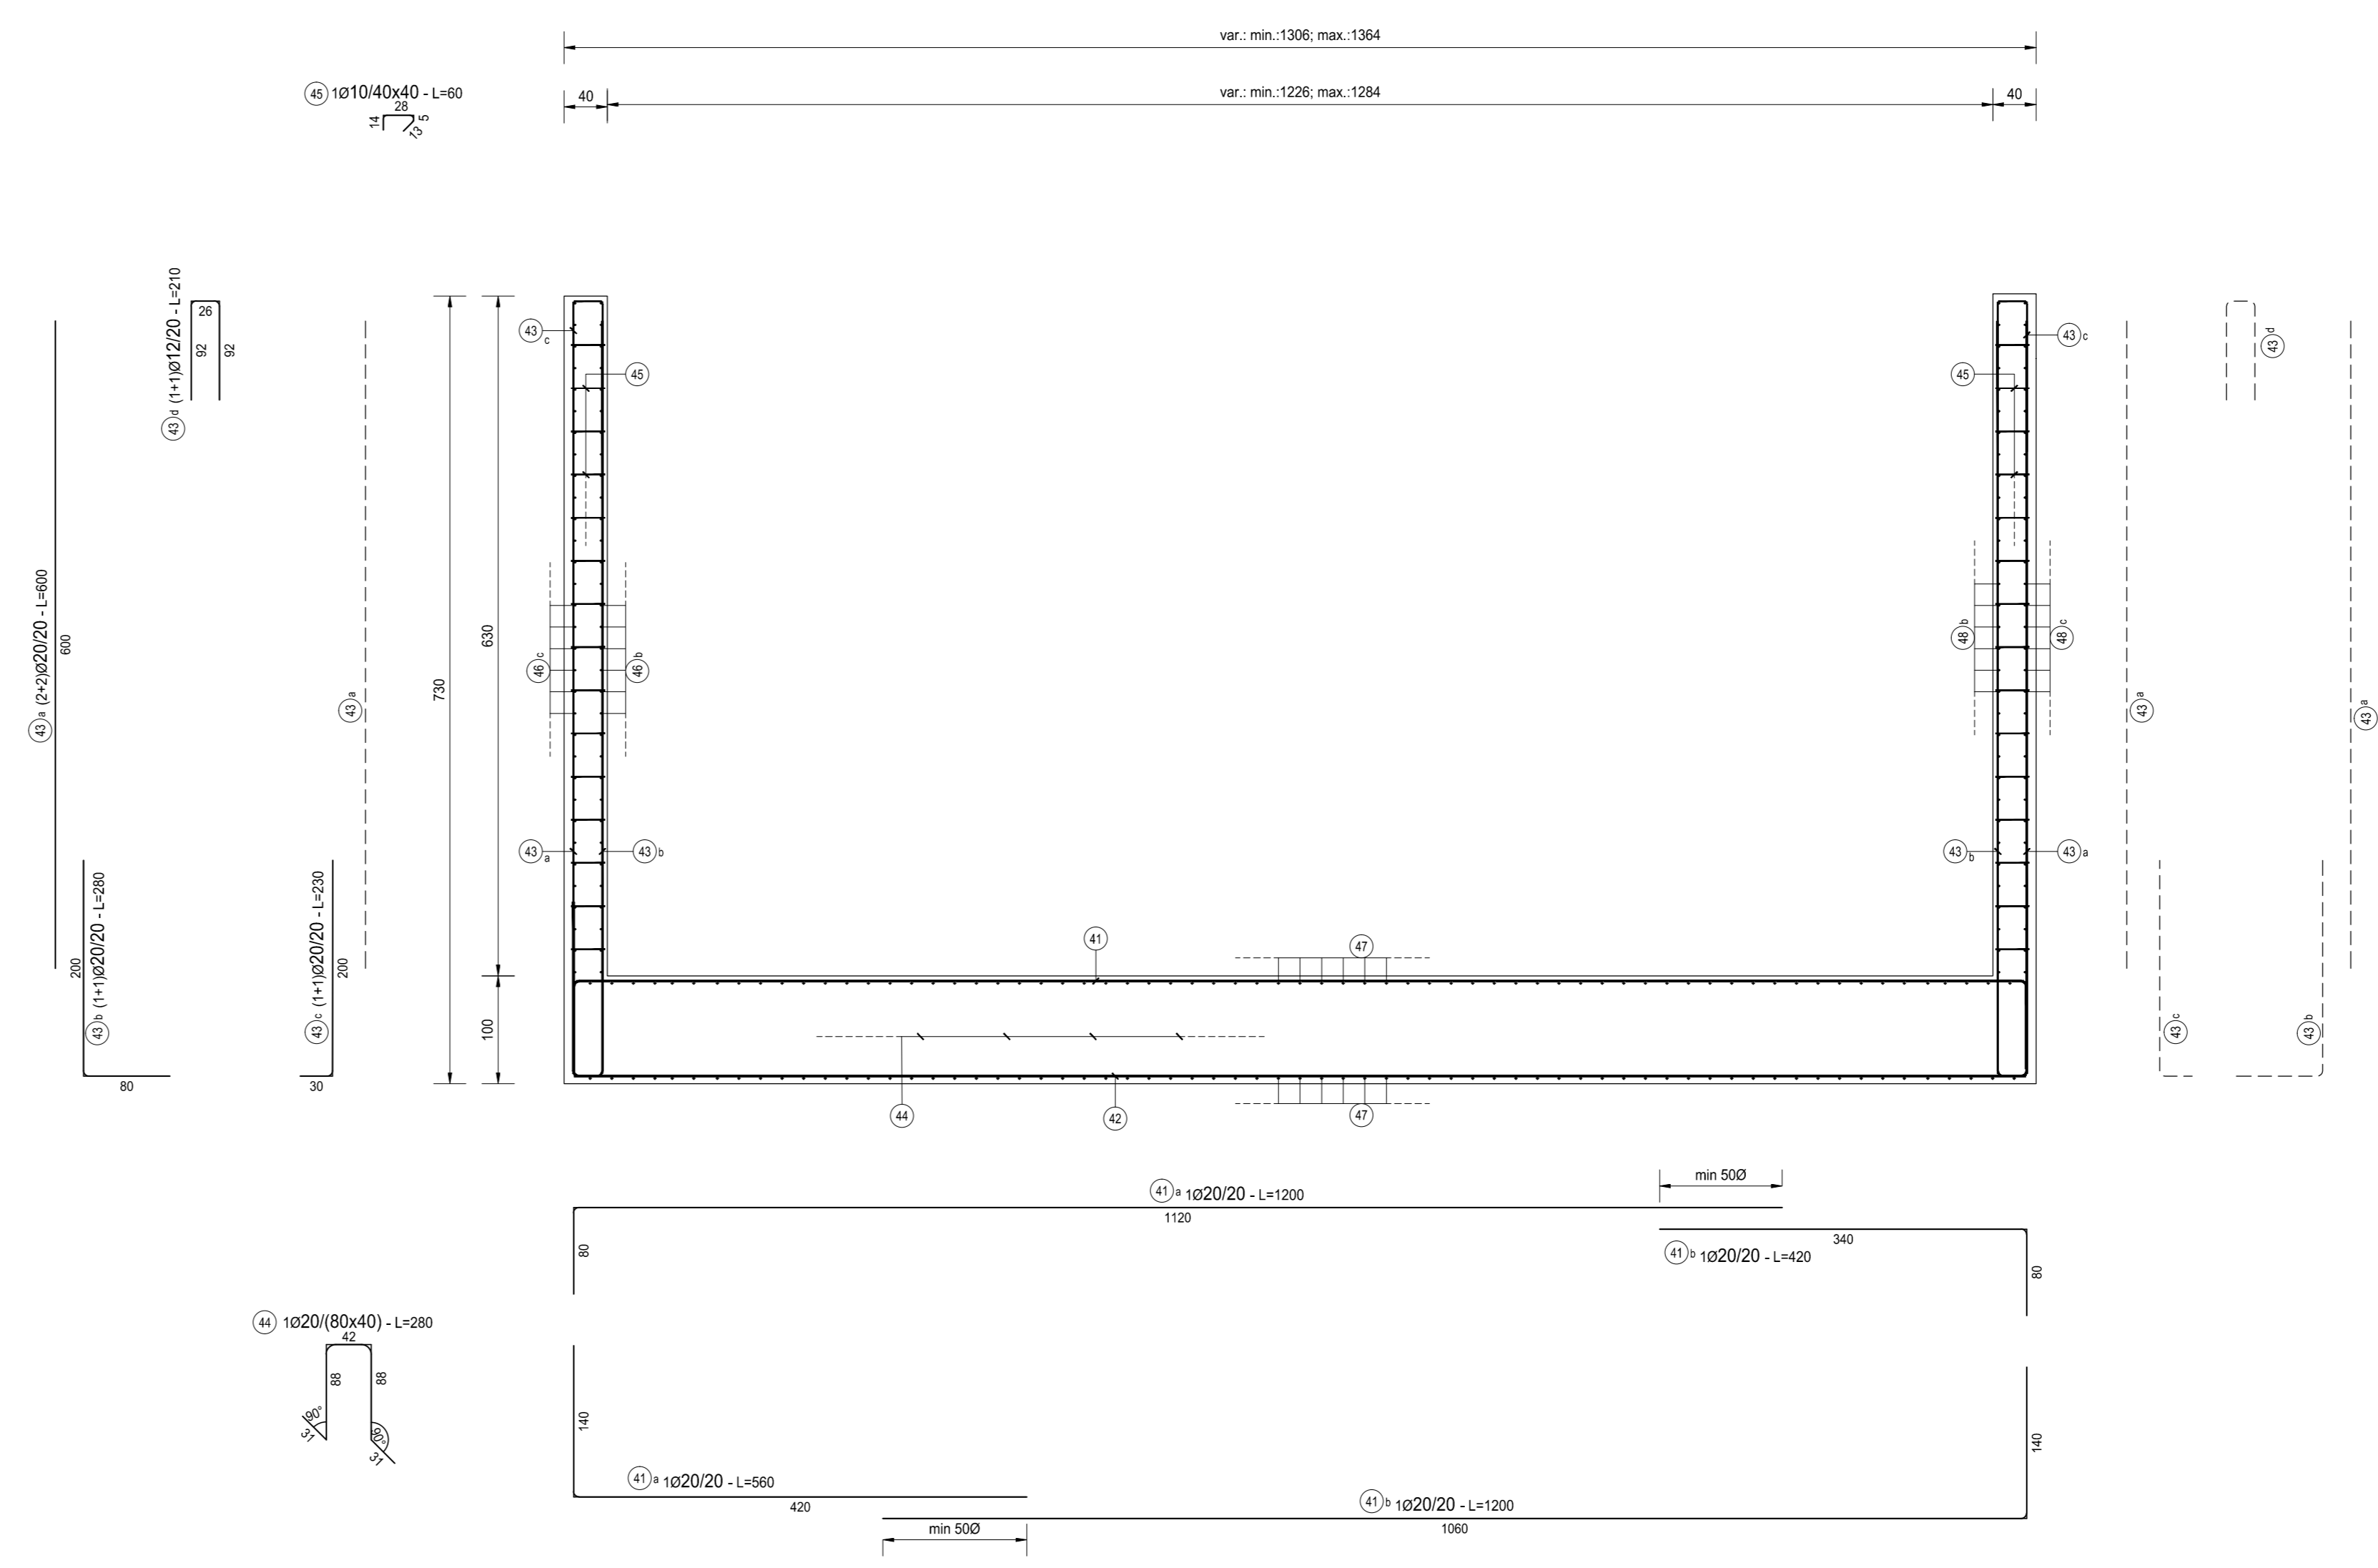 var.: min.:1306; max.:1364
45 1Ø10/40x40 - L=60
28
14
5
13
40
var.: min.:1226; max.:1284
40
43 d (1+1)Ø12/20 - L=210
26
92
92
43 a (2+2)Ø20/20 - L=600
600
43 a
43 b (1+1)Ø20/20 - L=280
200
80
43 c (1+1)Ø20/20 - L=230
200
30
730
630
100
43 c
45
46 c
46 b
43 a
43 b
41
47
44
42
47
45
43 c
48 b
48 c
43 b
43 a
43 d
43 a
43 a
43 c
43 b
41 a 1Ø20/20 - L=1200
1120
80
min 50Ø
340
41 b 1Ø20/20 - L=420
80
44 1Ø20/(80x40) - L=280
42
88
88
90°
31
90°
31
140
140
41 a 1Ø20/20 - L=560
420
41 b 1Ø20/20 - L=1200
1060
min 50Ø